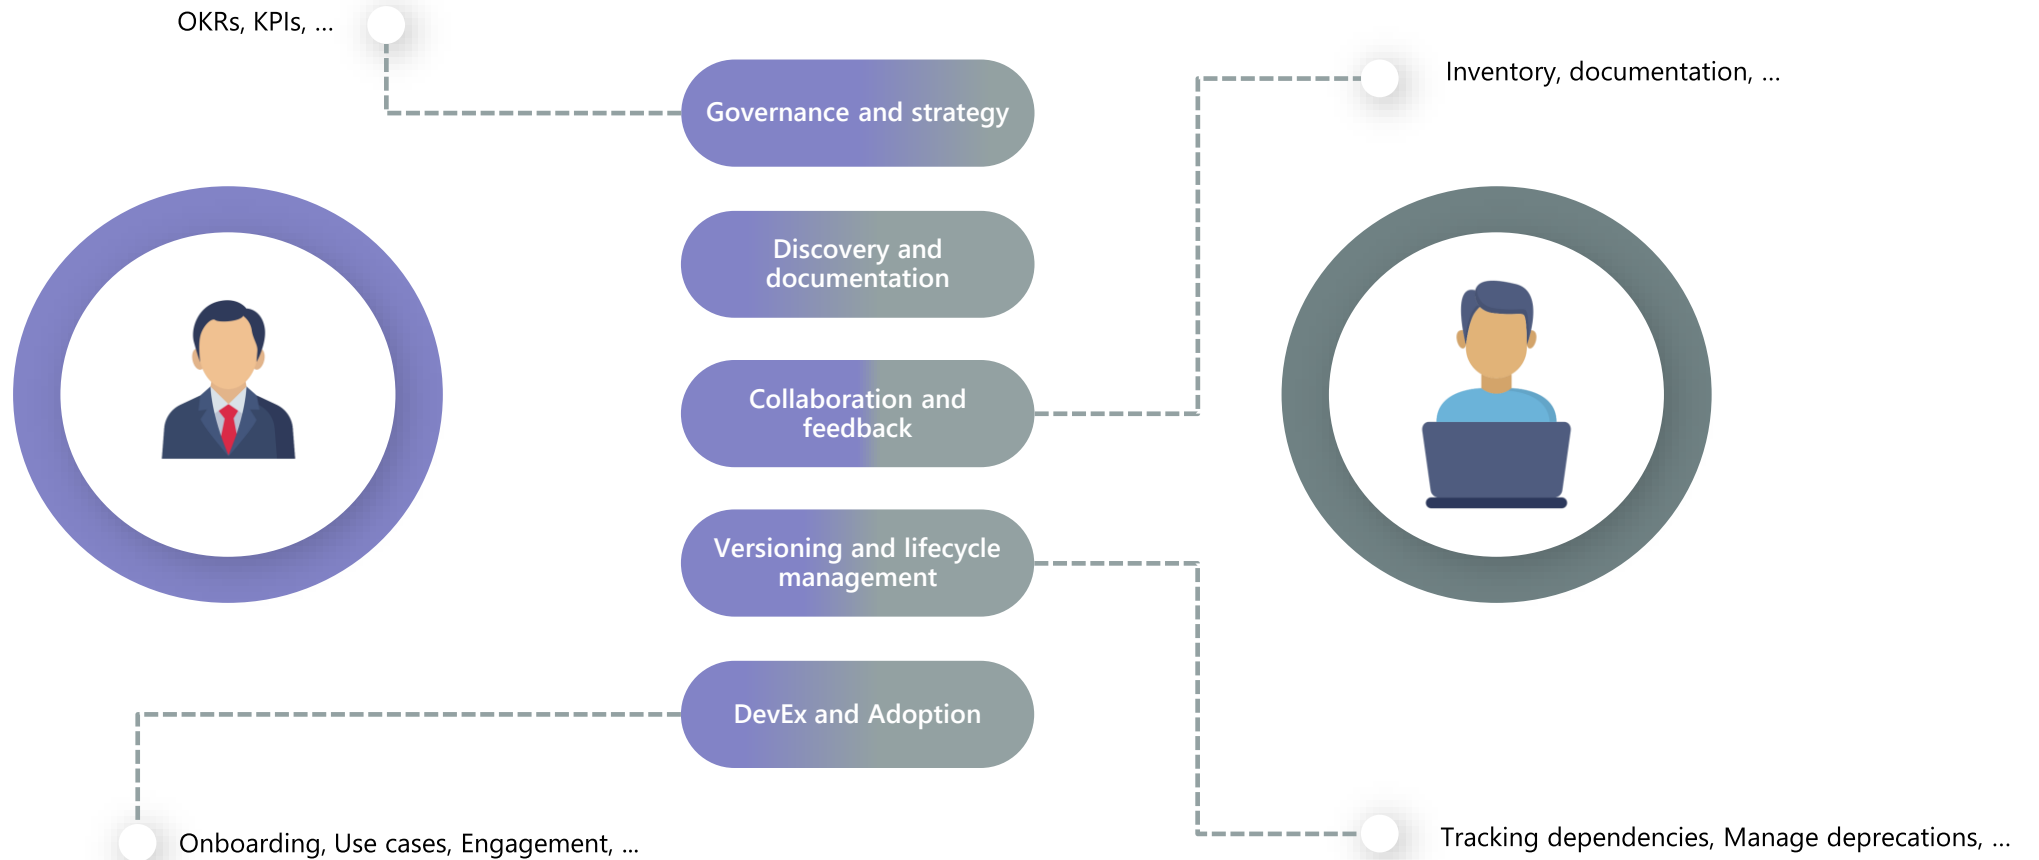 OKRs, KPIs, ...
Inventory, documentation, ...
Governance and strategy
Discovery and
documentation
Collaboration and
feedback
Versioning and lifecycle
management
DevEx and Adoption
Onboarding, Use cases, Engagement, ...
Tracking dependencies, Manage deprecations, ...